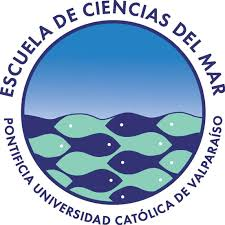 ESCUELA DE CIENCIAS DEL MAR
PONTIFICIA UNIVERSIDAD CATÓLICA DE VALPARAÍSO